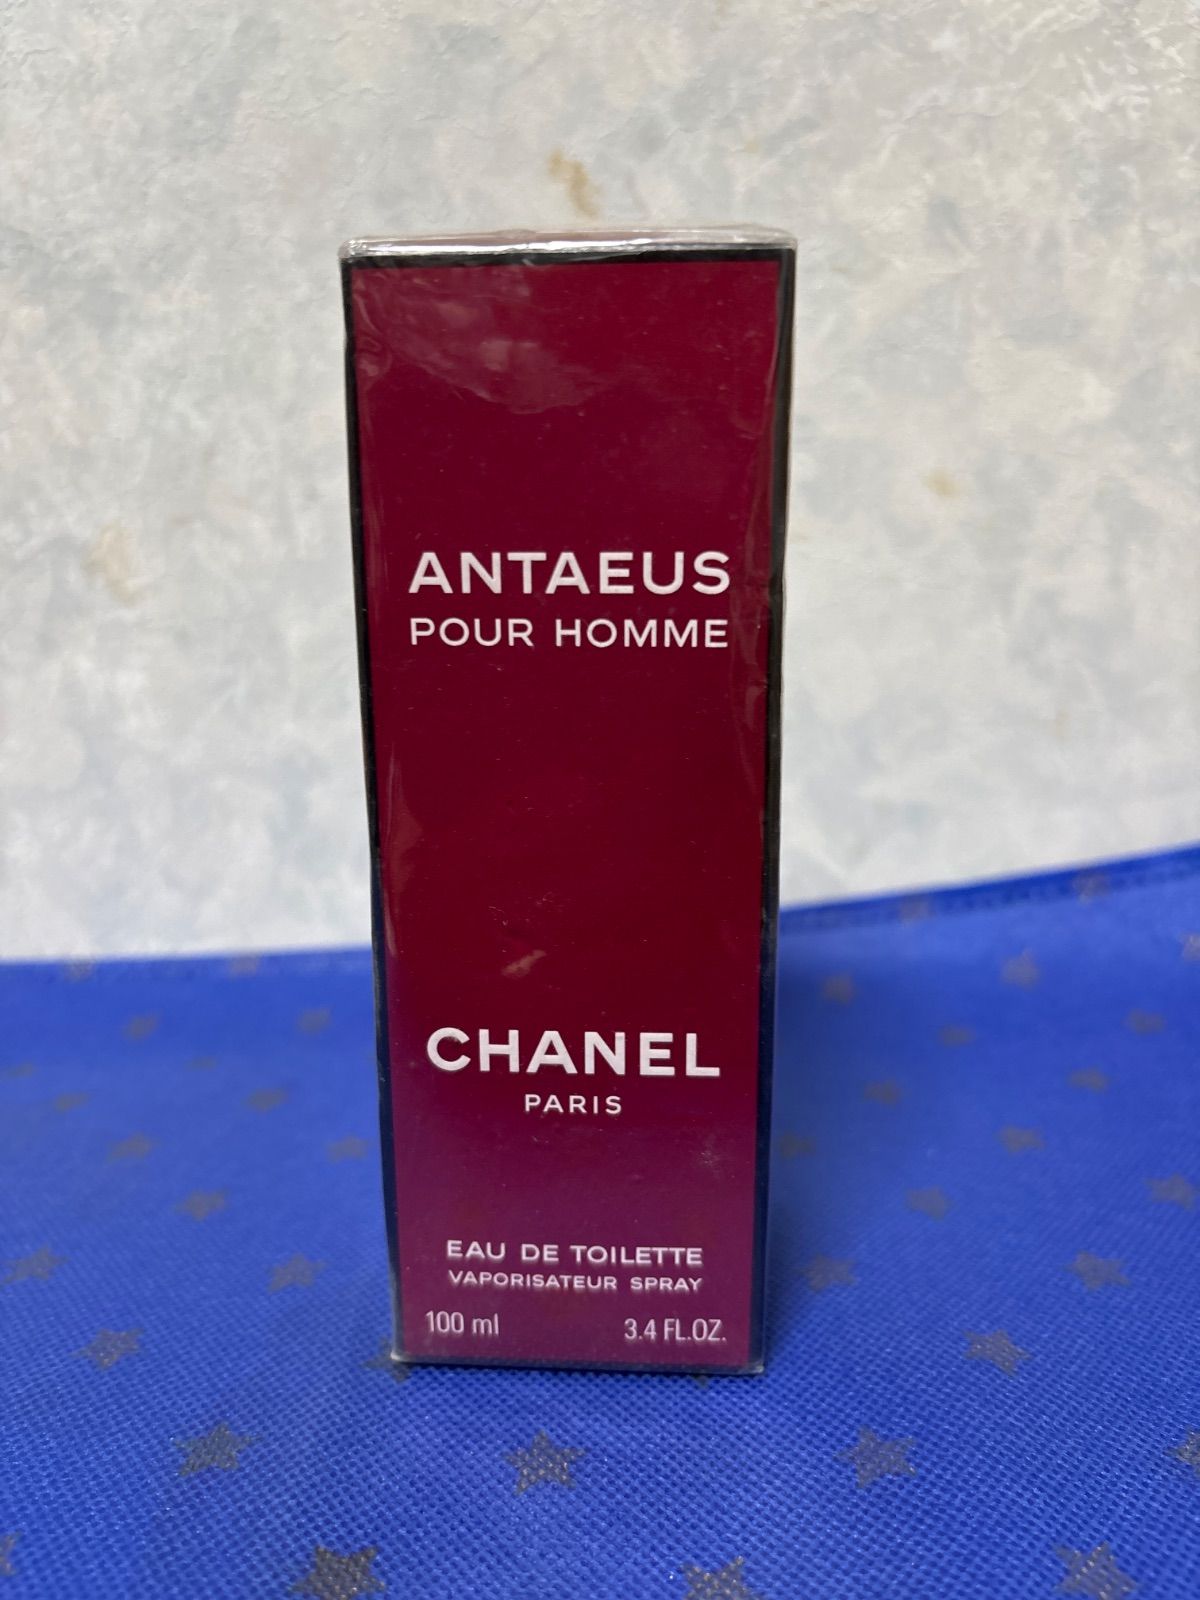 ANTAEUS
POUR HOMME
CHANEL
PARIS
EAU DE TOILETTE
VAPORISATEUR SPRAY
100 ml 3.4 FL.OZ.